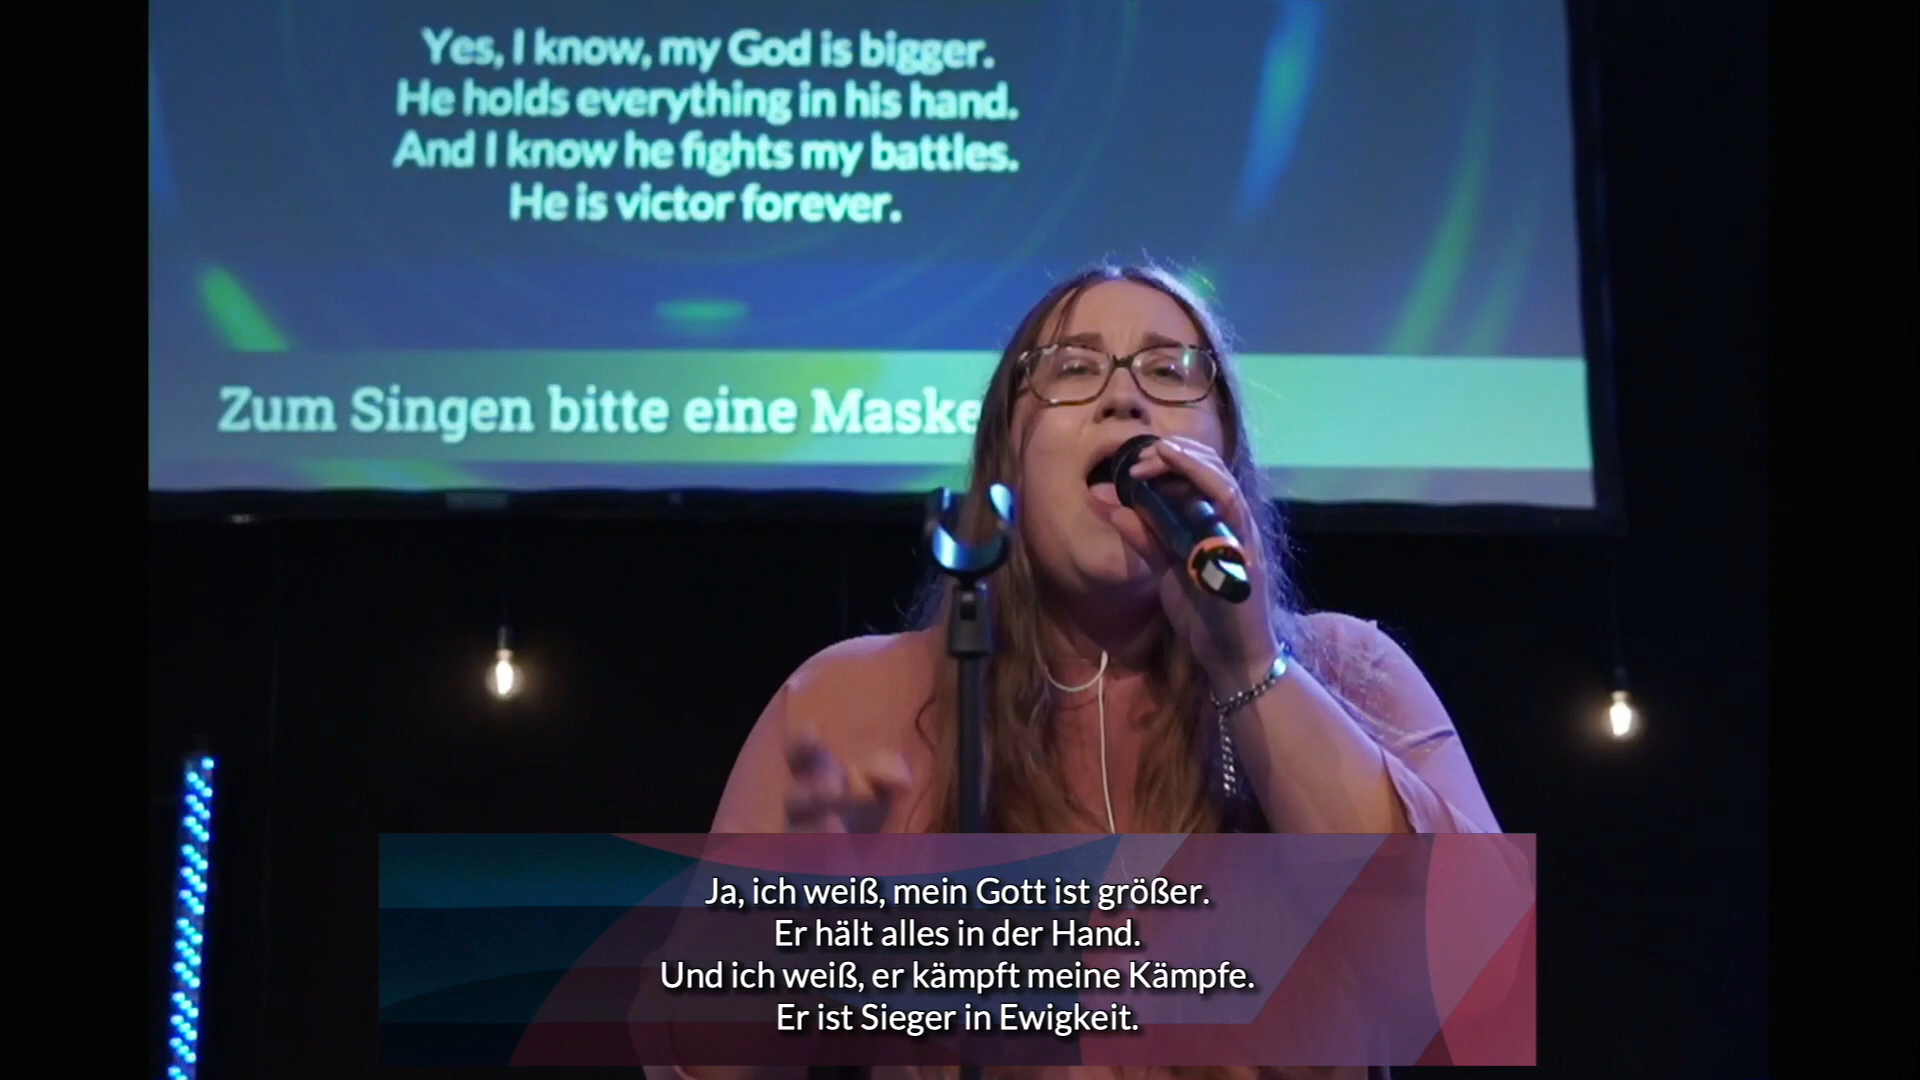 Yes, I know, my God is bigger.
He holds everything in his hand.
And I know he fights my battles.
He is victor forever.
Zum Singen bitte eine Maske
Ja, ich weiß, mein Gott ist größer.
Er hält alles in der Hand.
Und ich weiß, er kämpft meine Kämpfe.
Er ist Sieger in Ewigkeit.